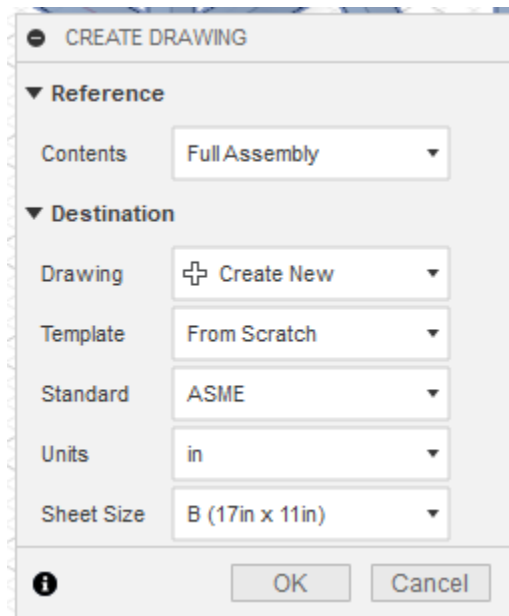 CREATE DRAWING
Reference
Contents Full Assembly
Destination
Drawing Create New
Template From Scratch
Standard ASME
Units in
Sheet Size B (17in x 11in)
OK Cancel